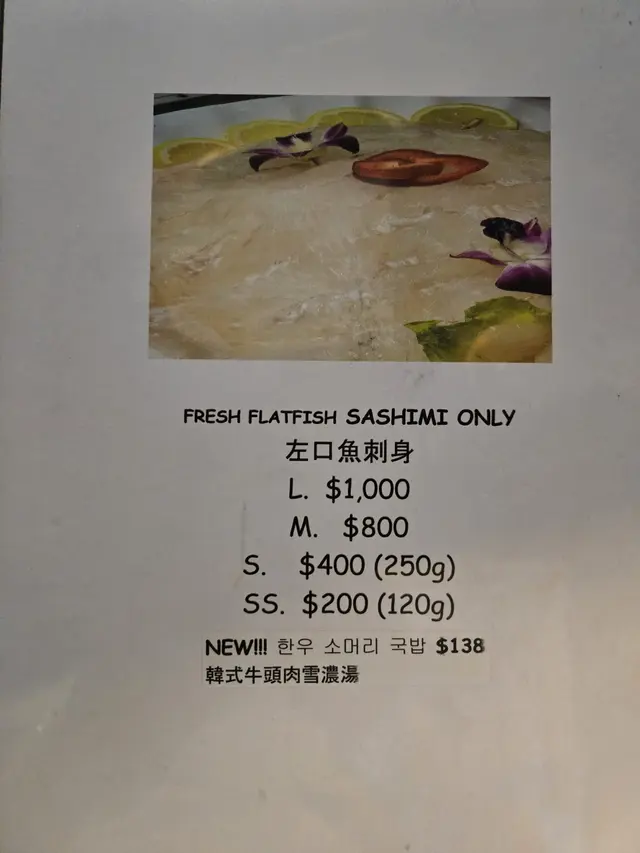 FRESH FLATFISH SASHIMI ONLY
左口魚刺身
L. $1,000
M. $800
S. $400 (250g)
SS. $200 (120g)
NEW!!! 한우 소머리 국밥 $138
韓式牛頭肉雪濃湯